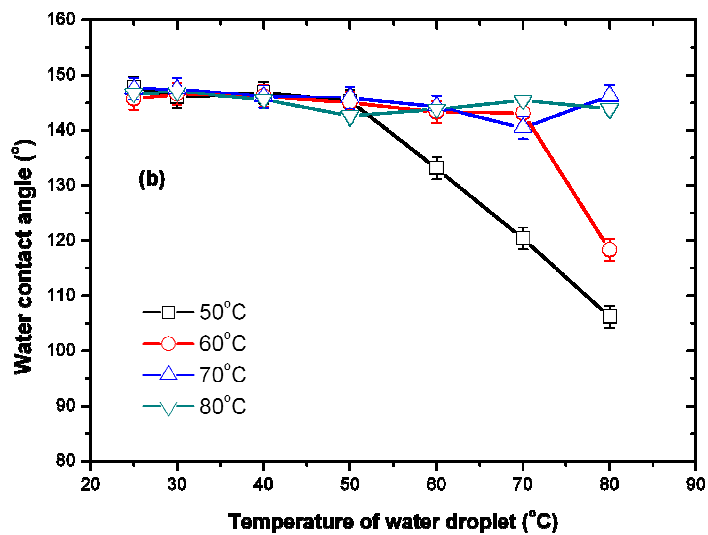 160
150
140
130
120
110
100
90
80
Water contact angle (°)
(b)
50°C
60°C
70°C
80°C
20 30 40 50 60 70 80 90
Temperature of water droplet (°C)